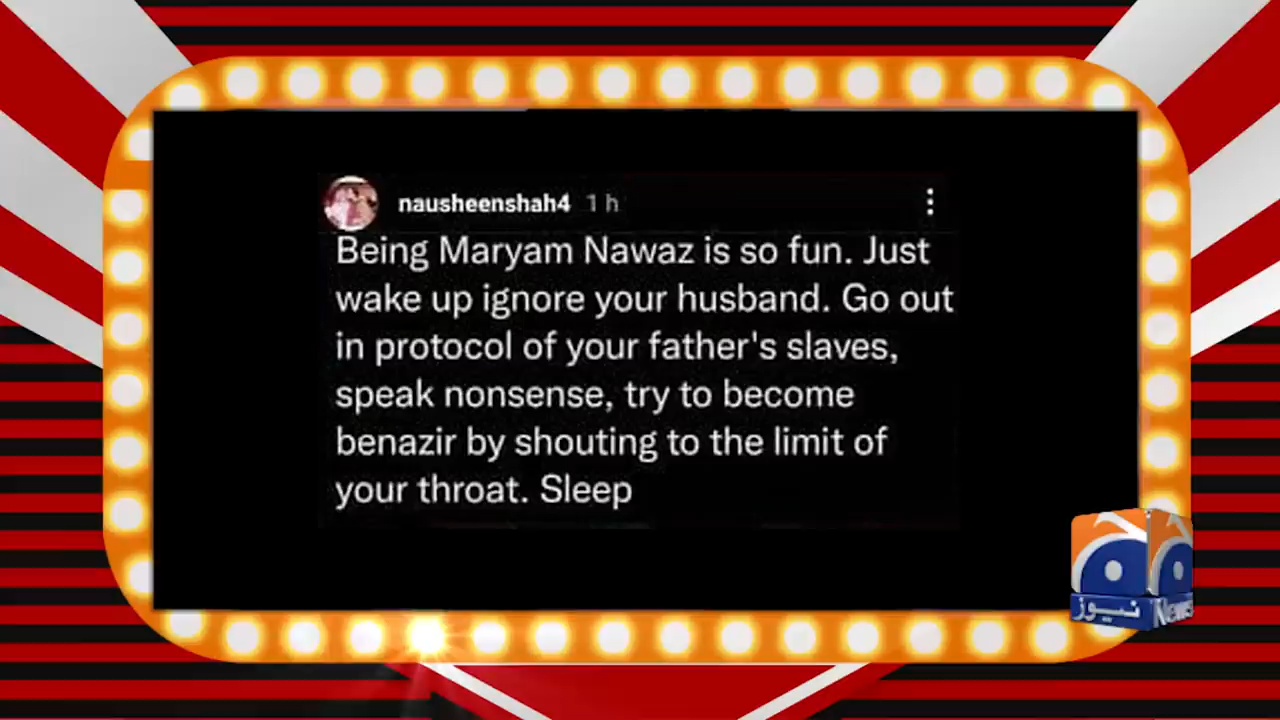 nausheenshah4 1 h
Being Maryam Nawaz is so fun. Just
wake up ignore your husband. Go out
in protocol of your father's slaves,
speak nonsense, try to become
benazir by shouting to the limit of
your throat. Sleep
نیوز News